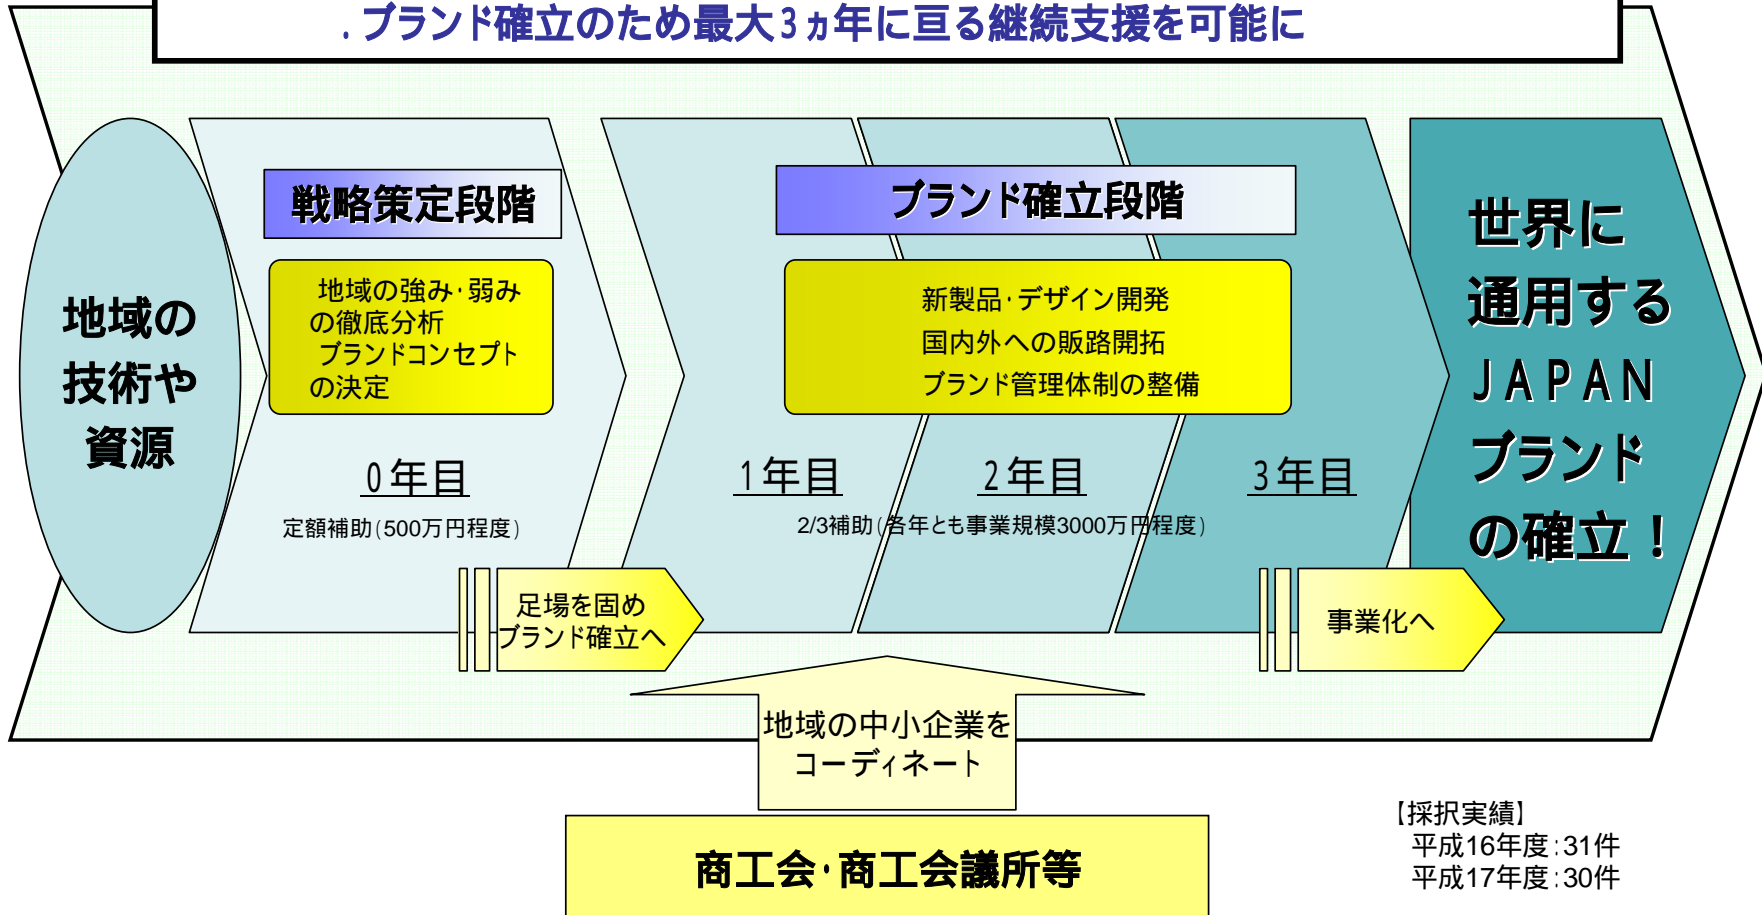 ．ブランド確立のため最大3ヵ年に亘る継続支援を可能に
地域の
技術や
資源
戦略策定段階
地域の強み・弱み
の徹底分析
ブランドコンセプト
の決定
0年目
定額補助(500万円程度)
足場を固め
ブランド確立へ
ブランド確立段階
新製品・デザイン開発
国内外への販路開拓
ブランド管理体制の整備
1年目
2年目
3年目
2/3補助(各年とも事業規模3000万円程度)
事業化へ
世界に
通用する
ＪＡＰＡＮ
ブランド
の確立！
地域の中小企業を
コーディネート
商工会・商工会議所等
【採択実績】
平成16年度：31件
平成17年度：30件